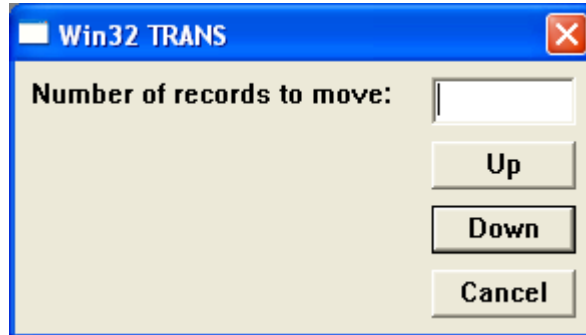 Win32 TRANS
Number of records to move:
Up
Down
Cancel